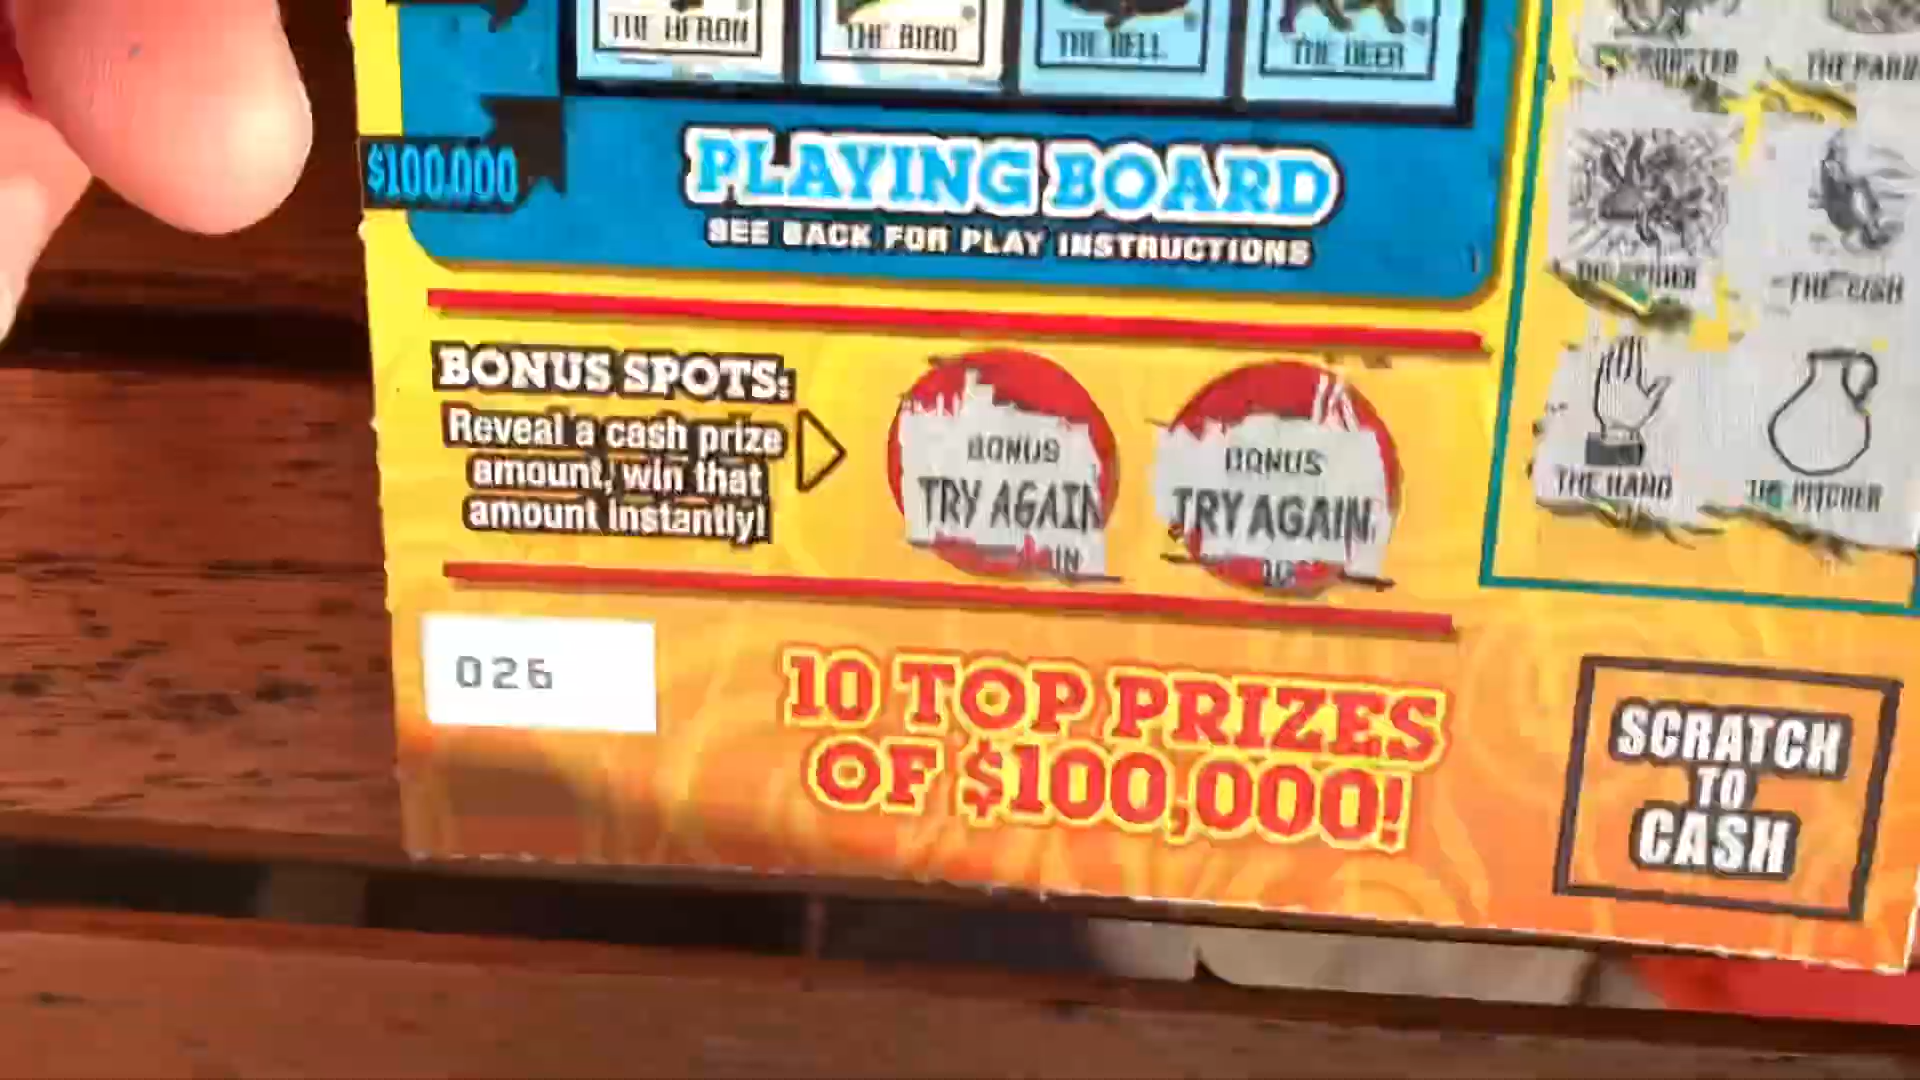 THE HERON THE BIRD THE BELL THE DEER
$100,000
PLAYING BOARD
SEE BACK FOR PLAY INSTRUCTIONS
BONUS SPOTS:
Reveal a cash prize
amount, win that
amount instantly!
BONUS
TRY AGAIN
BONUS
TRY AGAIN
026
10 TOP PRIZES
OF $100,000!
THE ROOSTER
THE SPIDER THE FISH
THE HAND THE PITCHER
SCRATCH
TO
CASH